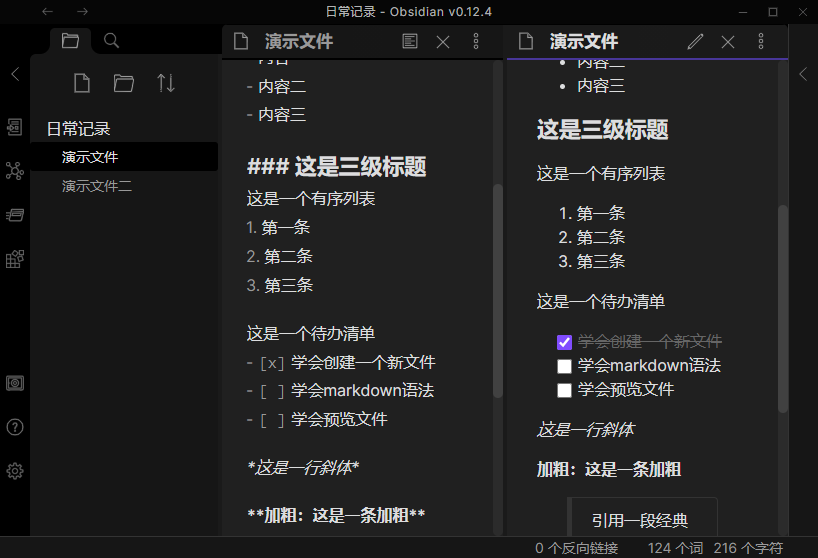 日常记录 - Obsidian v0.12.4
日常记录
演示文件
演示文件二
演示文件
- 内容二
- 内容三
### 这是三级标题
这是一个有序列表
1. 第一条
2. 第二条
3. 第三条
这是一个待办清单
- [x] 学会创建一个新文件
- [ ] 学会markdown语法
- [ ] 学会预览文件
*这是一行斜体*
**加粗：这是一条加粗**
演示文件
内容二
内容三
这是三级标题
这是一个有序列表
1. 第一条
2. 第二条
3. 第三条
这是一个待办清单
学会创建一个新文件
学会markdown语法
学会预览文件
这是一行斜体
加粗：这是一条加粗
引用一段经典
0 个反向链接 124 个词 216 个字符